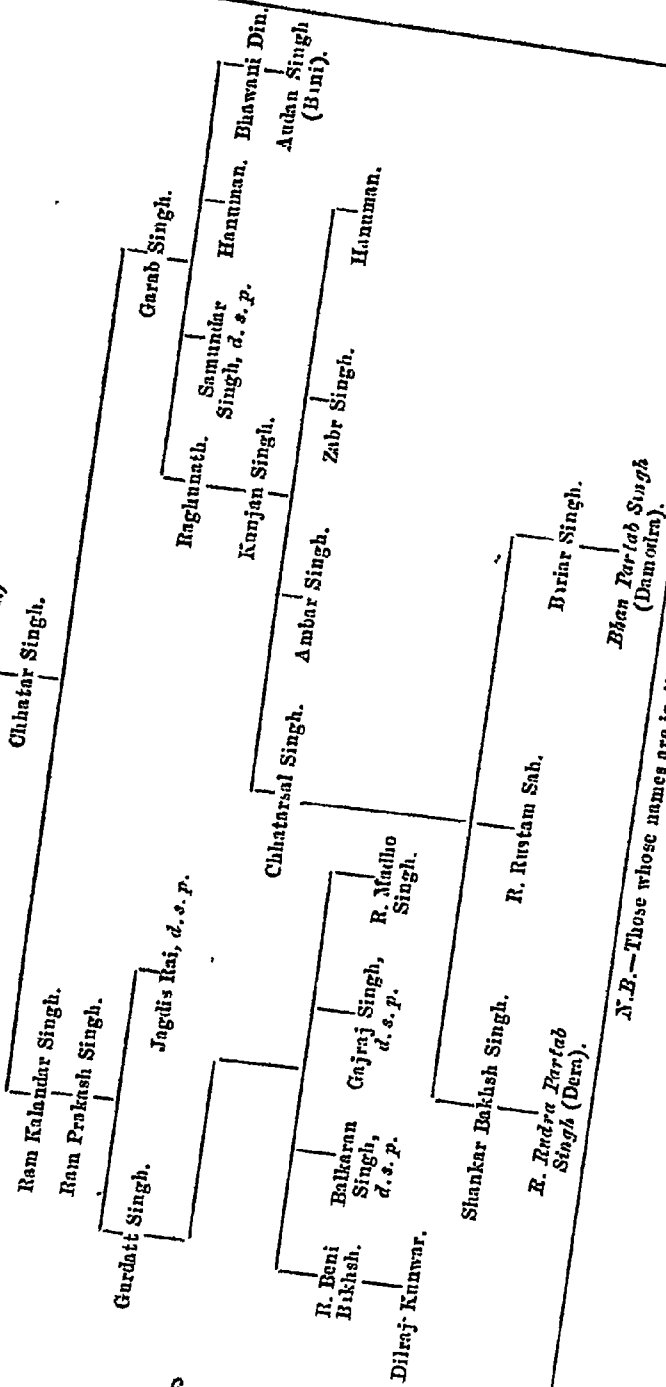 Chhatar Singh.
Ram Kalandar Singh.
Garab Singh.
Ram Prakash Singh.
Raghunath.
Samundar
Singh, d. s. p.
Hanuman.
Bhawani Din.
Gurdatt Singh.
Jagdis Rai, d. s. p.
Kunjan Singh.
Audan Singh
(Bini).
Chhatarsal Singh.
Ambar Singh.
Zabr Singh.
Hanuman.
R. Beni
Bakhsh.
Balkaran
Singh,
d. s. p.
Gajraj Singh,
d. s. p.
R. Madho
Singh.
Dilraj Kunwar.
Shankar Bakhsh Singh.
R. Rustam Sah.
Bariar Singh.
R. Rudra Partab
Singh (Dera).
Bhan Partab Singh
(Damodra).
N.B.—Those whose names are in